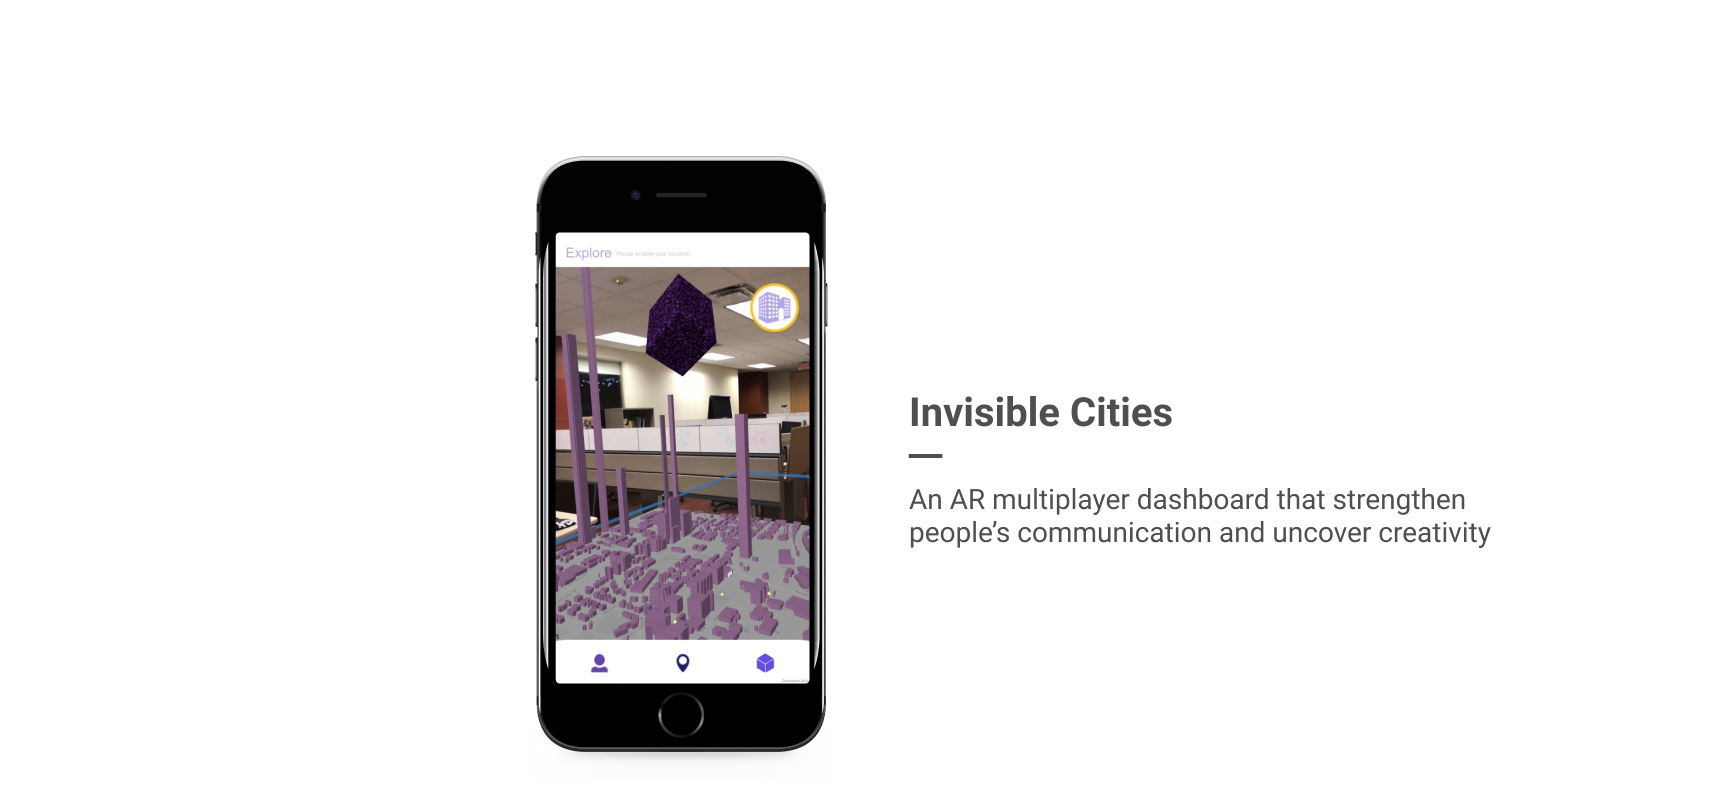 Explore Please enable your location
Invisible Cities
An AR multiplayer dashboard that strengthen
people's communication and uncover creativity